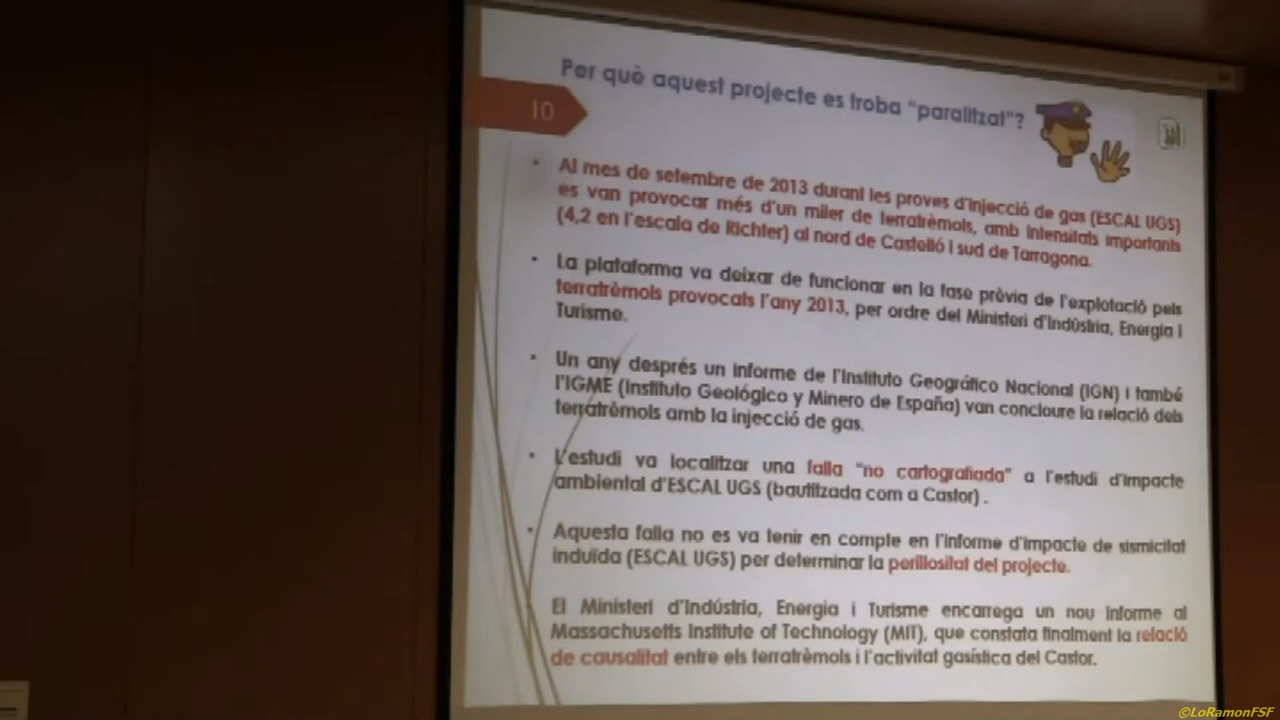 Per què aquest projecte es troba "paralitzat"?
10
• Al mes de setembre de 2013 durant les proves d'injecció de gas (ESCAL UGS)
es van provocar més d'un miler de terratrèmols, amb intensitats importants
(4,2 en l'escala de Richter) al nord de Castelló i sud de Tarragona.
• La plataforma va deixar de funcionar en la fase prèvia de l'explotació pels
terratrèmols provocats l'any 2013, per ordre del Ministeri d'Indústria, Energia i
Turisme.
• Un any després un informe de l'Instituto Geográfico Nacional (IGN) i també
l'IGME (Instituto Geológico y Minero de España) van concloure la relació dels
terratrèmols amb la injecció de gas.
• L'estudi va localitzar una falla "no cartografiada" a l'estudi d'impacte
ambiental d'ESCAL UGS (bautitzada com a Castor) .
• Aquesta falla no es va tenir en compte en l'informe d'impacte de sismicitat
induïda (ESCAL UGS) per determinar la perillositat del projecte.
El Ministeri d'Indústria, Energia i Turisme encarrega un nou informe al
Massachusetts Institute of Technology (MIT), que constata finalment la relació
de causalitat entre els terratrèmols i l'activitat gasística del Castor.
©LoRamonFSF